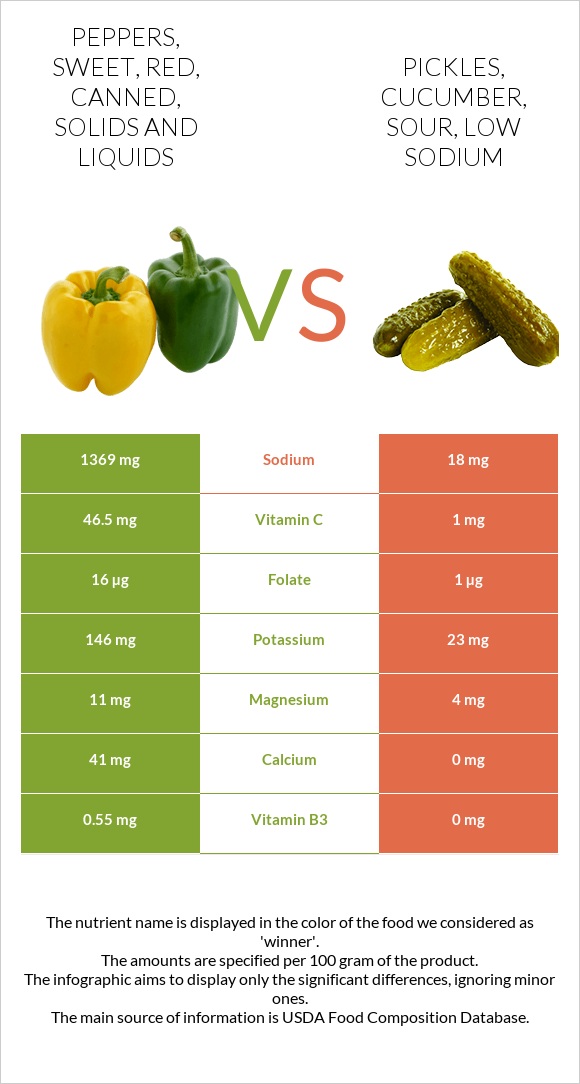 PEPPERS,
SWEET, RED,
CANNED,
SOLIDS AND
LIQUIDS
PICKLES,
CUCUMBER,
SOUR, LOW
SODIUM
VS
1369 mg Sodium 18 mg
46.5 mg Vitamin C 1 mg
16 µg Folate 1 µg
146 mg Potassium 23 mg
11 mg Magnesium 4 mg
41 mg Calcium 0 mg
0.55 mg Vitamin B3 0 mg
The nutrient name is displayed in the color of the food we considered as
'winner'.
The amounts are specified per 100 gram of the product.
The infographic aims to display only the significant differences, ignoring minor
ones.
The main source of information is USDA Food Composition Database.